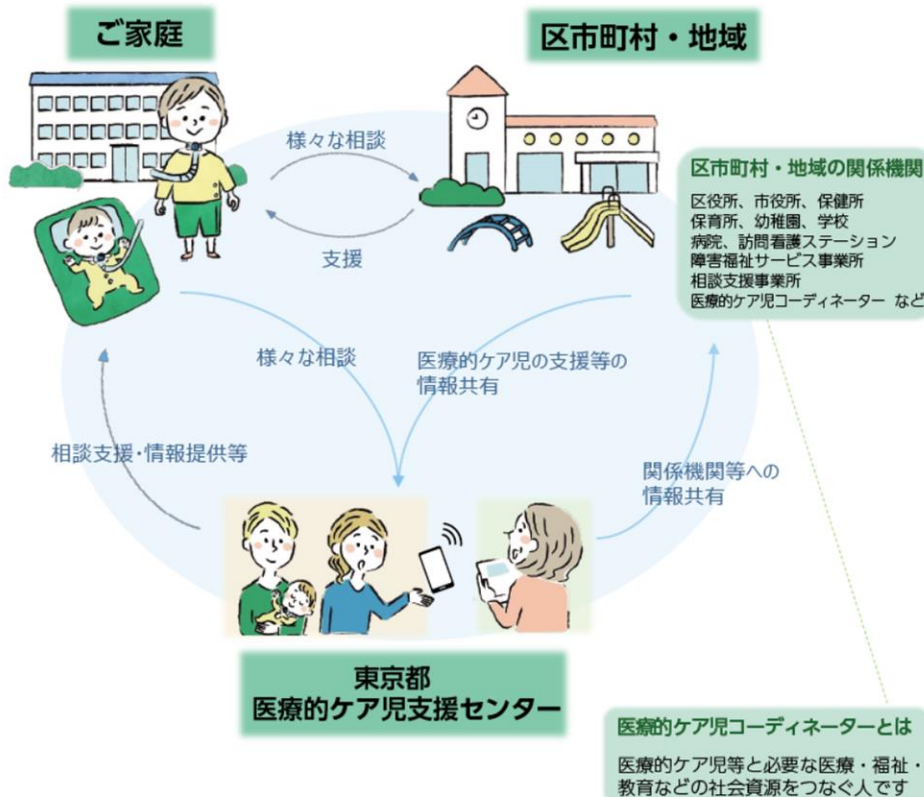 ご家庭
区市町村・地域
様々な相談
支援
区市町村・地域の関係機関
区役所、市役所、保健所
保育所、幼稚園、学校
病院、訪問看護ステーション
障害福祉サービス事業所
相談支援事業所
医療的ケア児コーディネーター など
様々な相談
医療的ケア児の支援等の
情報共有
相談支援・情報提供等
関係機関等への
情報共有
東京都
医療的ケア児支援センター
医療的ケア児コーディネーターとは
医療的ケア児等と必要な医療・福祉・
教育などの社会資源をつなぐ人です